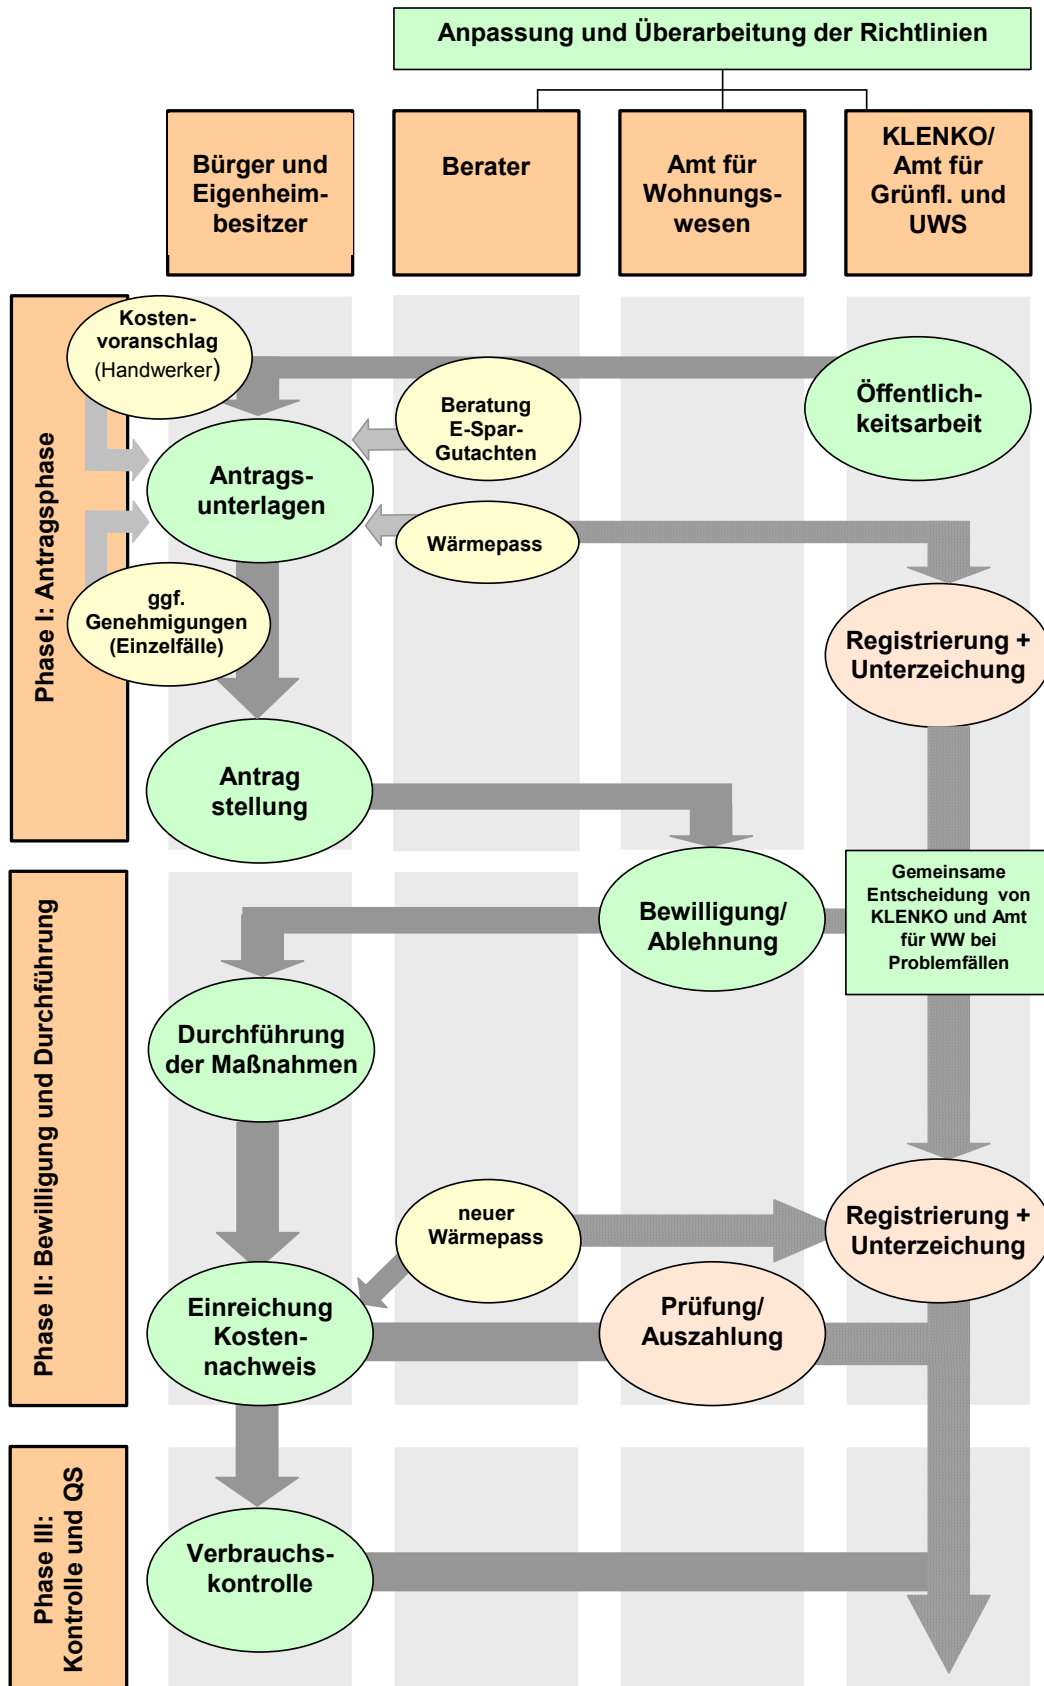 Anpassung und Überarbeitung der Richtlinien
Bürger und
Eigenheim-
besitzer
Berater
Amt für
Wohnungs-
wesen
KLENKO/
Amt für
Grünfl. und
UWS
Phase I: Antragsphase
Kosten-
voranschlag
(Handwerker)
Öffentlich-
keitsarbeit
Beratung
E-Spar-
Gutachten
Antrags-
unterlagen
Wärmepass
ggf.
Genehmigungen
(Einzelfälle)
Registrierung +
Unterzeichung
Antrag
stellung
Phase II: Bewilligung und Durchführung
Bewilligung/
Ablehnung
Gemeinsame
Entscheidung von
KLENKO und Amt
für WW bei
Problemfällen
Durchführung
der Maßnahmen
neuer
Wärmepass
Registrierung +
Unterzeichung
Einreichung
Kosten-
nachweis
Prüfung/
Auszahlung
Phase III:
Kontrolle und QS
Verbrauchs-
kontrolle